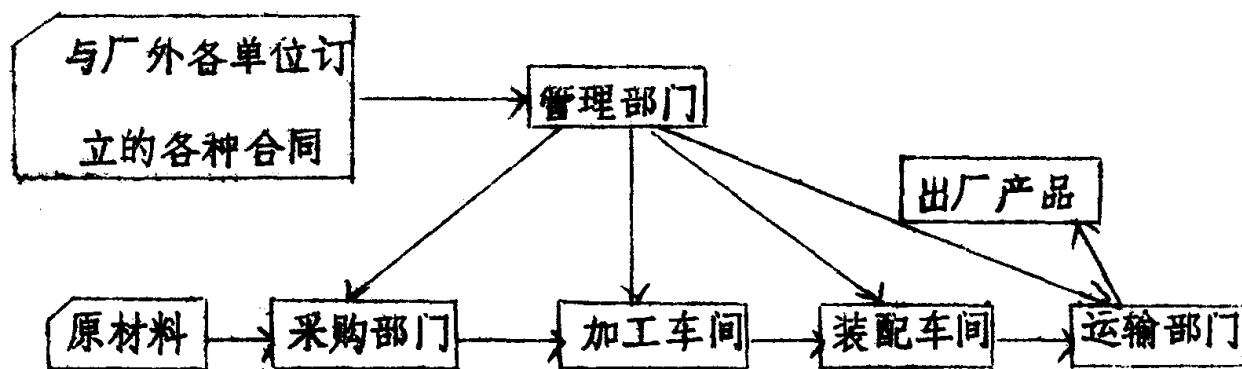 与厂外各单位订
立的各种合同
管理部门
出厂产品
原材料
采购部门
加工车间
装配车间
运输部门